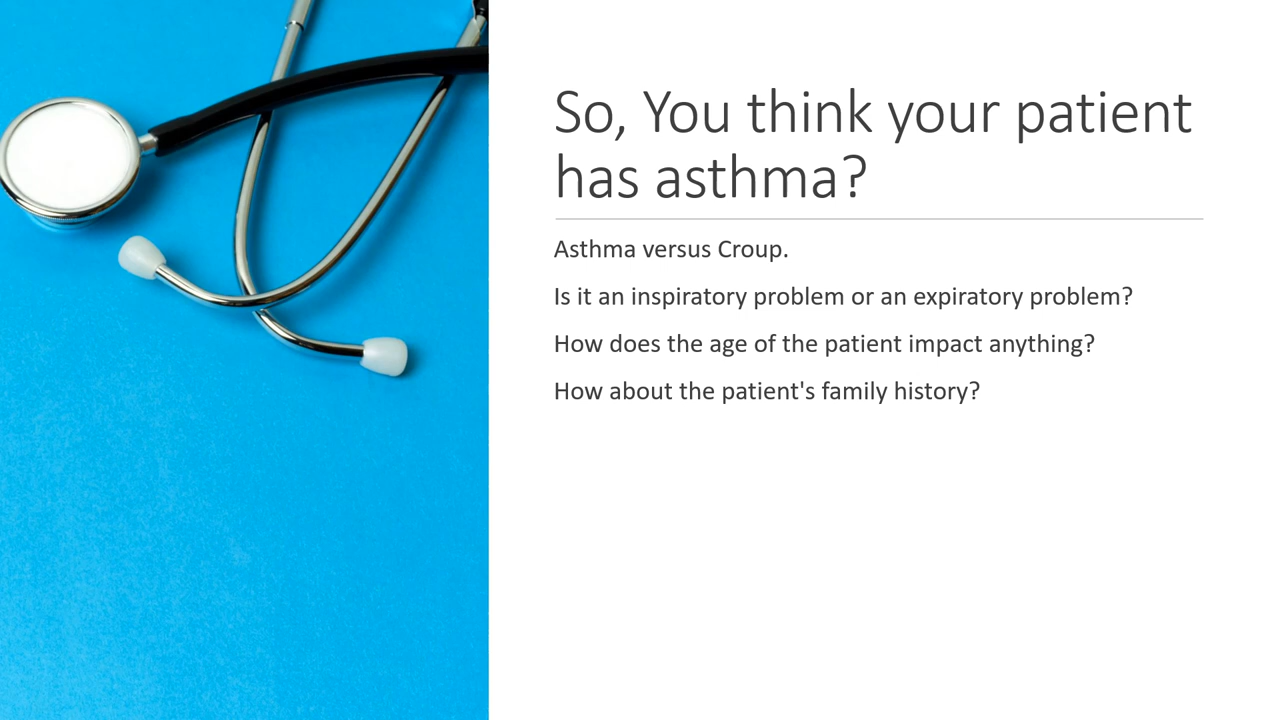 So, You think your patient
has asthma?
Asthma versus Croup.
Is it an inspiratory problem or an expiratory problem?
How does the age of the patient impact anything?
How about the patient's family history?